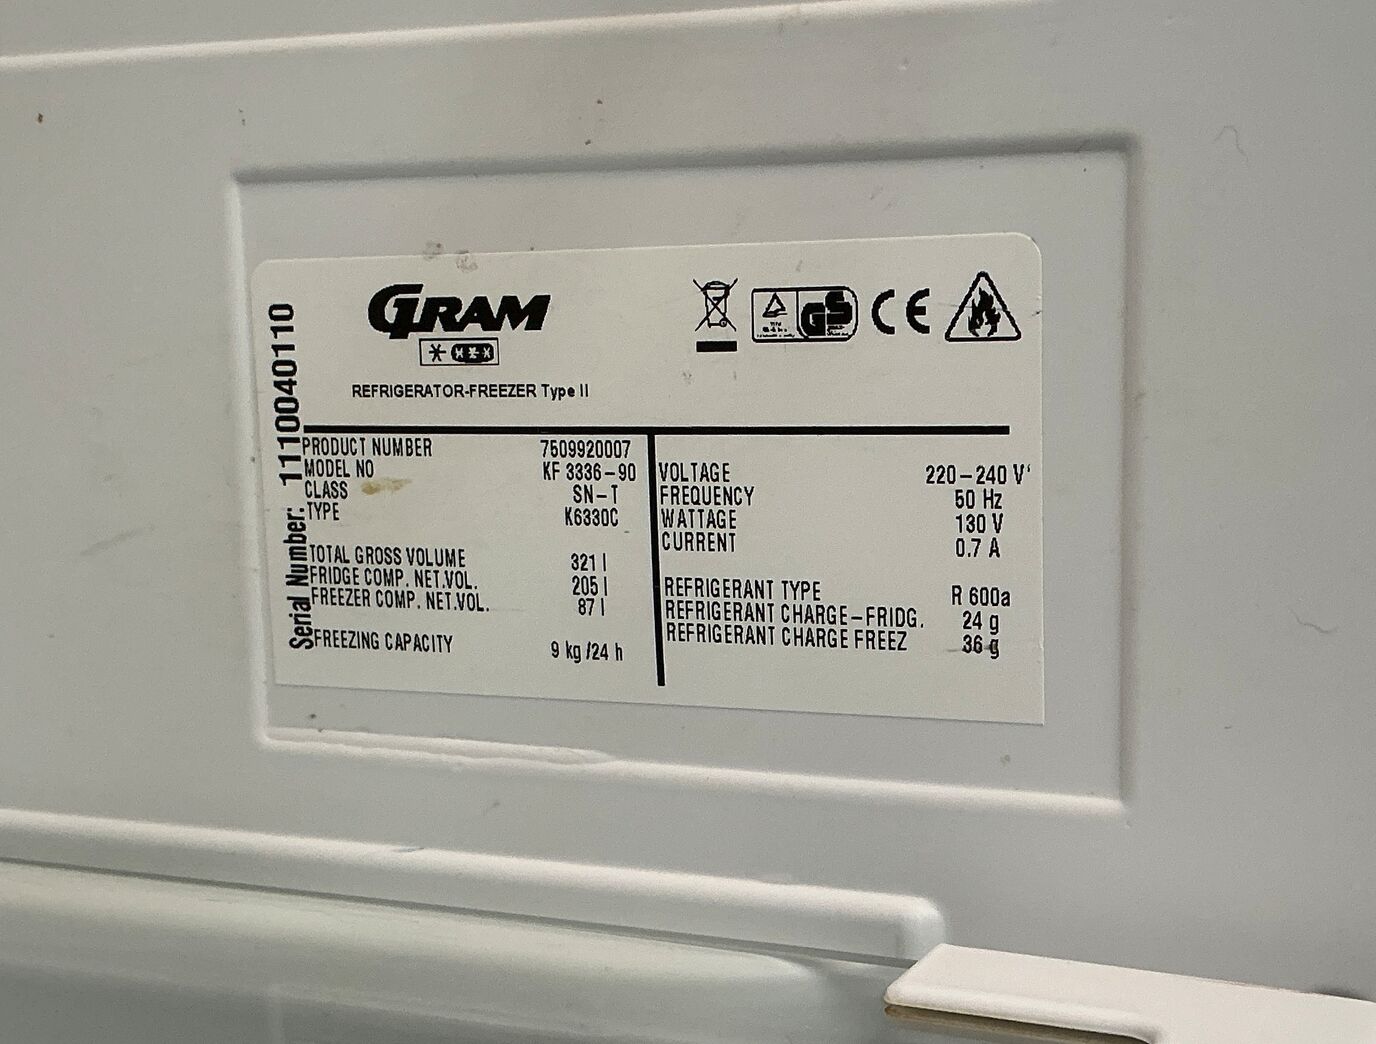 GRAM
REFRIGERATOR-FREEZER Type II
Serial Number: 1110040110
PRODUCT NUMBER 7509920007
MODEL NO KF 3336-90
CLASS SN-T
TYPE K6330C
TOTAL GROSS VOLUME 321 l
FRIDGE COMP. NET.VOL. 205 l
FREEZER COMP. NET.VOL. 87 l
FREEZING CAPACITY 9 kg /24 h
VOLTAGE 220-240 V
FREQUENCY 50 Hz
WATTAGE 130 V
CURRENT 0.7 A
REFRIGERANT TYPE R 600a
REFRIGERANT CHARGE-FRIDG. 24 g
REFRIGERANT CHARGE FREEZ 36 g
GS
CE